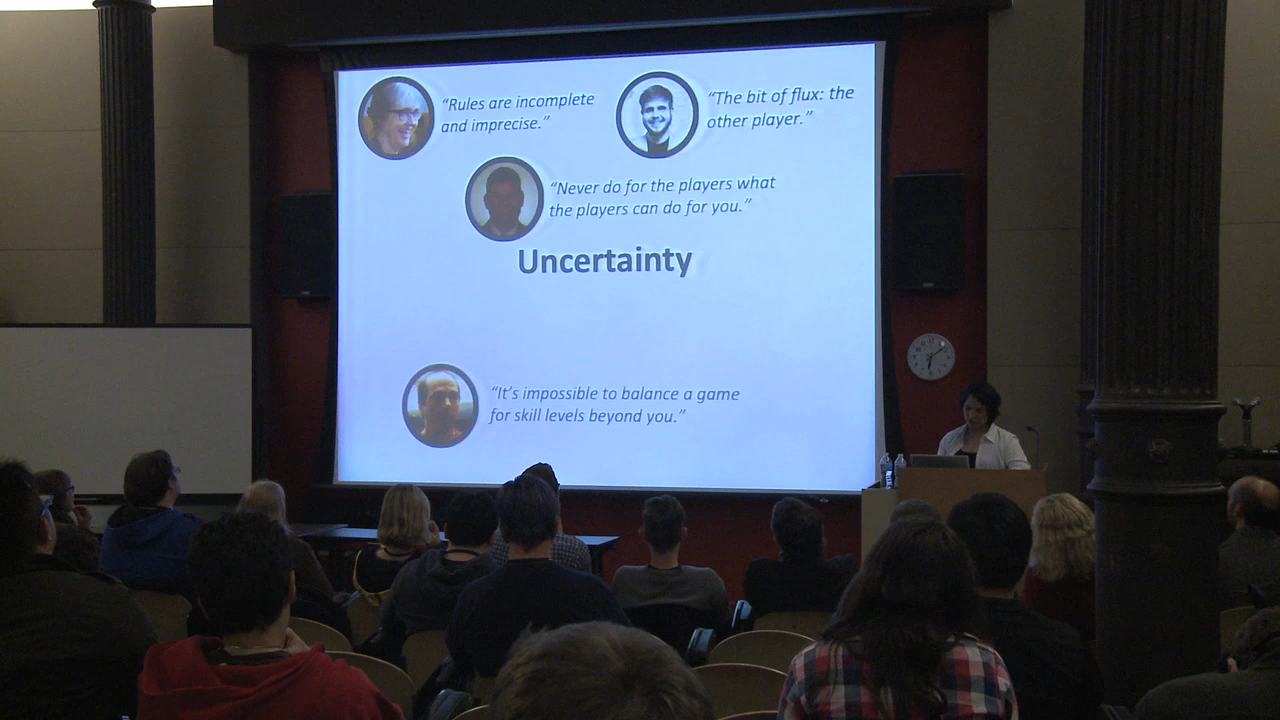 “Rules are incomplete
and imprecise.”
“The bit of flux: the
other player.”
“Never do for the players what
the players can do for you.”
Uncertainty
“It’s impossible to balance a game
for skill levels beyond you.”